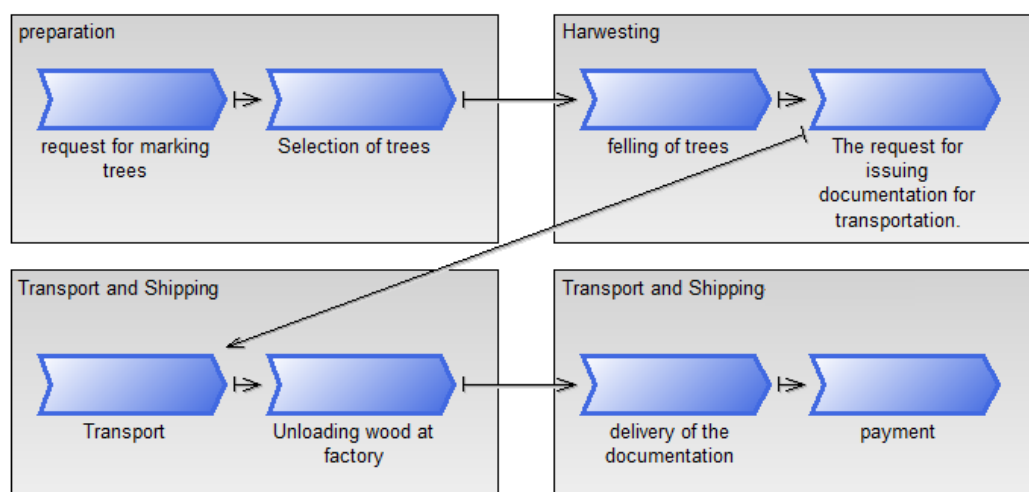 preparation
request for marking
trees
Selection of trees
Harwesting
felling of trees
The request for
issuing
documentation for
transportation.
Transport and Shipping
Transport
Unloading wood at
factory
Transport and Shipping
delivery of the
documentation
payment